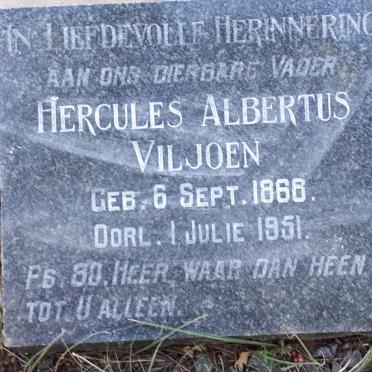 IN LIEFDEVOLLE HERINNERING
AAN ONS DIERBARE VADER
HERCULES ALBERTUS
VILJOEN
GEB. 6 SEPT. 1868.
OORL. 1 JULIE 1951.
PS. 80. HEER, WAAR DAN HEEN
TOT U ALLEEN.